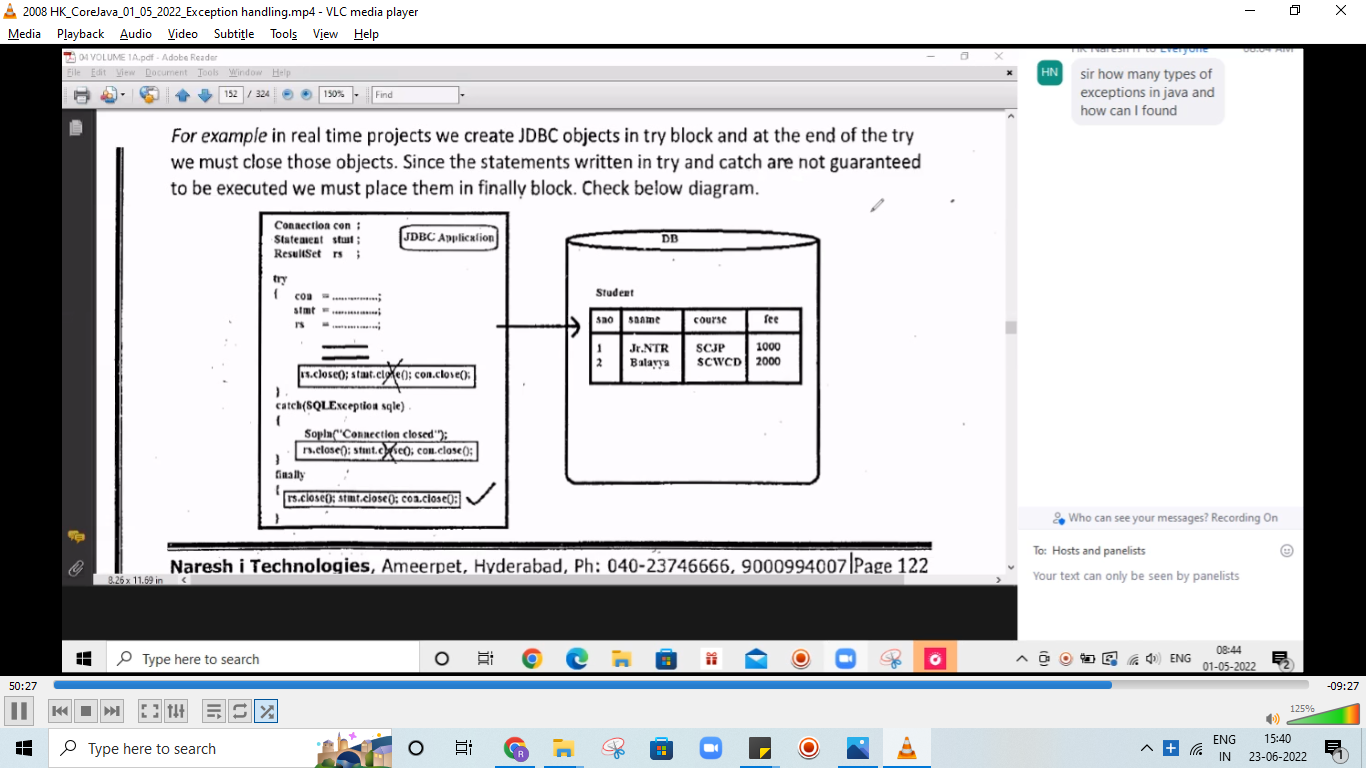 2008 HK_CoreJava_01_05_2022_Exception handling.mp4 - VLC media player
Media Playback Audio Video Subtitle Tools View Help
04 VOLUME 1A.pdf - Adobe Reader
File Edit View Document Tools Window Help
152 / 324 150% Find
For example in real time projects we create JDBC objects in try block and at the end of the try
we must close those objects. Since the statements written in try and catch are not guaranteed
to be executed we must place them in finally block. Check below diagram.
Connection con ;
Statement stmt ;
ResultSet rs ;
JDBC Application
try
{ con = ..............;
stmt = ..............;
rs = ..............;
rs.close(); stmt.close(); con.close();
}
catch(SQLException sqle)
{
Sopln("Connection closed");
rs.close(); stmt.close(); con.close();
}
finally
{
rs.close(); stmt.close(); con.close();
}
DB
Student
sno sname course fee
1 Jr.NTR SCJP 1000
2 Balayya SCWCD 2000
Naresh i Technologies, Ameerpet, Hyderabad, Ph: 040-23746666, 9000994007 |Page 122
8.26 x 11.69 in
HK Naresh IT to Everyone 08:04 AM
HN
sir how many types of
exceptions in java and
how can I found
Who can see your messages? Recording On
To: Hosts and panelists
Your text can only be seen by panelists
Type here to search
ENG
08:44
01-05-2022
2
50:27
-09:27
125%
Type here to search
R
ENG
IN
15:40
23-06-2022
1